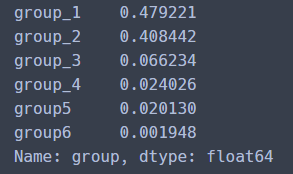 group_1    0.479221
group_2    0.408442
group_3    0.066234
group_4    0.024026
group5     0.020130
group6     0.001948
Name: group, dtype: float64